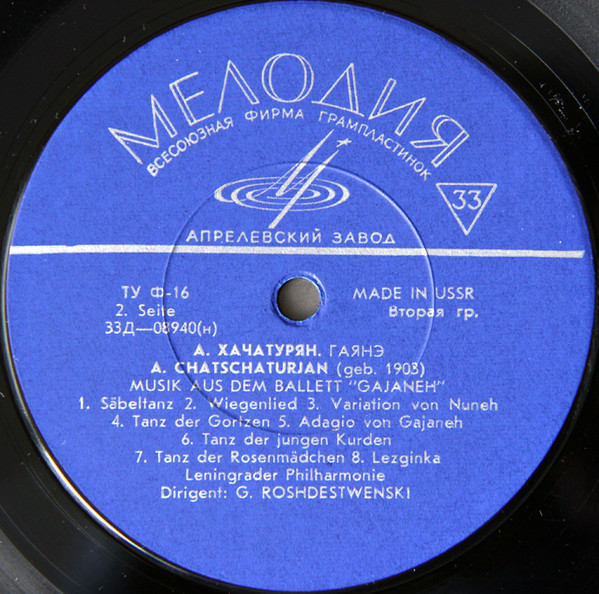 МЕЛОДИЯ
ВСЕСОЮЗНАЯ ФИРМА ГРАМПЛАСТИНОК
33
АПРЕЛЕВСКИЙ ЗАВОД
ТУ Ф-16
MADE IN USSR
2. Seite
Вторая гр.
33Д—08940(н)
А. ХАЧАТУРЯН. ГАЯНЭ
A. CHATSCHATURJAN (geb. 1903)
MUSIK AUS DEM BALLETT "GAJANEH"
1. Säbeltanz 2. Wiegenlied 3. Variation von Nuneh
4. Tanz der Gortzen 5. Adagio von Gajaneh
6. Tanz der jungen Kurden
7. Tanz der Rosenmädchen 8. Lezginka
Leningrader Philharmonie
Dirigent: G. ROSHDESTWENSKI